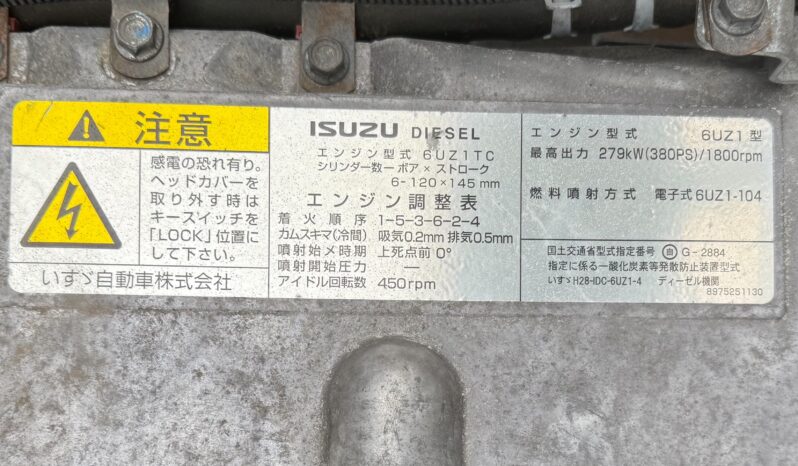 注意
感電の恐れ有り。
ヘッドカバーを
取り外す時は
キースイッチを
「LOCK」位置に
して下さい。
いすゞ自動車株式会社
ISUZU DIESEL
エンジン型式 6UZ1TC
シリンダー数ーボア × ストローク
6-120×145 mm
エンジン調整表
着火順序 1-5-3-6-2-4
カムスキマ(冷間) 吸気0.2mm 排気0.5mm
噴射始メ時期 上死点前 0°
噴射開始圧力 —
アイドル回転数 450rpm
エンジン型式 6UZ1 型
最高出力 279kW(380PS)/1800rpm
燃料噴射方式 電子式6UZ1-104
国土交通省型式指定番号 自 G-2884
指定に係る一酸化炭素等発散防止装置型式
いすゞH28-IDC-6UZ1-4 ディーゼル機関
8975251130